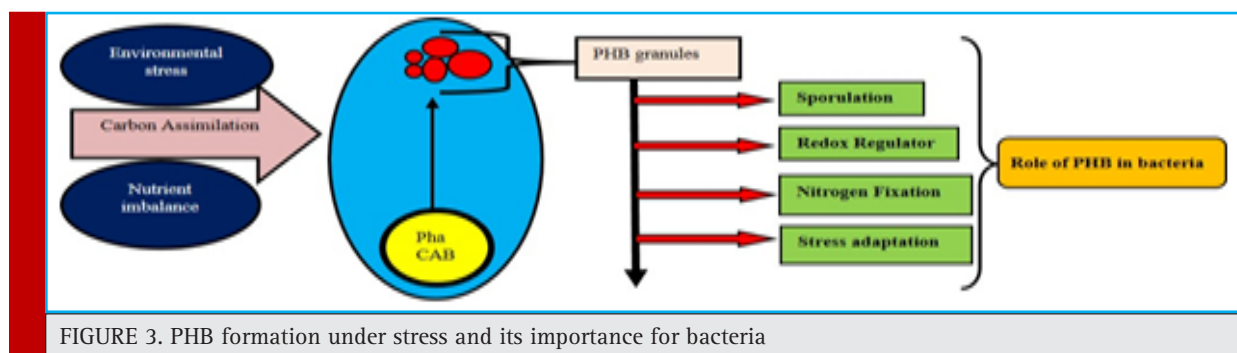 Environmental
stress
Carbon Assimilation
Nutrient
imbalance
Pha
CAB
PHB granules
Sporulation
Redox Regulator
Nitrogen Fixation
Stress adaptation
Role of PHB in bacteria
FIGURE 3. PHB formation under stress and its importance for bacteria